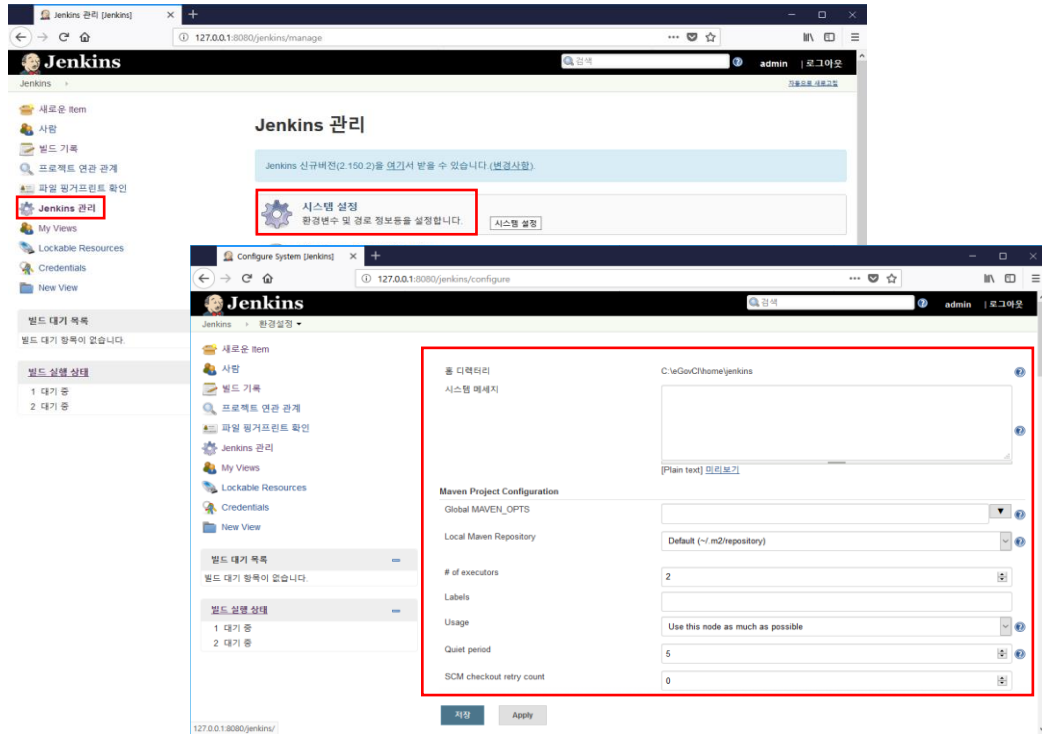 Jenkins 관리 [Jenkins]
127.0.0.1:8080/jenkins/manage
Jenkins
검색
admin | 로그아웃
Jenkins
자동으로 새로고침
새로운 Item
사람
빌드 기록
프로젝트 연관 관계
파일 핑거프린트 확인
Jenkins 관리
My Views
Lockable Resources
Credentials
New View
빌드 대기 목록
빌드 대기 항목이 없습니다.
빌드 실행 상태
1 대기 중
2 대기 중
Jenkins 관리
Jenkins 신규버전(2.150.2)을 여기서 받을 수 있습니다.(변경사항).
시스템 설정
환경변수 및 경로 정보등을 설정합니다.
시스템 설정
Configure System [Jenkins]
127.0.0.1:8080/jenkins/configure
Jenkins
검색
admin | 로그아웃
Jenkins
환경설정
새로운 Item
사람
빌드 기록
프로젝트 연관 관계
파일 핑거프린트 확인
Jenkins 관리
My Views
Lockable Resources
Credentials
New View
빌드 대기 목록
빌드 대기 항목이 없습니다.
빌드 실행 상태
1 대기 중
2 대기 중
홈 디렉터리 C:\eGovCI\home\jenkins
시스템 메세지
[Plain text] 미리보기
Maven Project Configuration
Global MAVEN_OPTS
Local Maven Repository Default (~/.m2/repository)
# of executors 2
Labels
Usage Use this node as much as possible
Quiet period 5
SCM checkout retry count 0
저장 Apply
127.0.0.1:8080/jenkins/